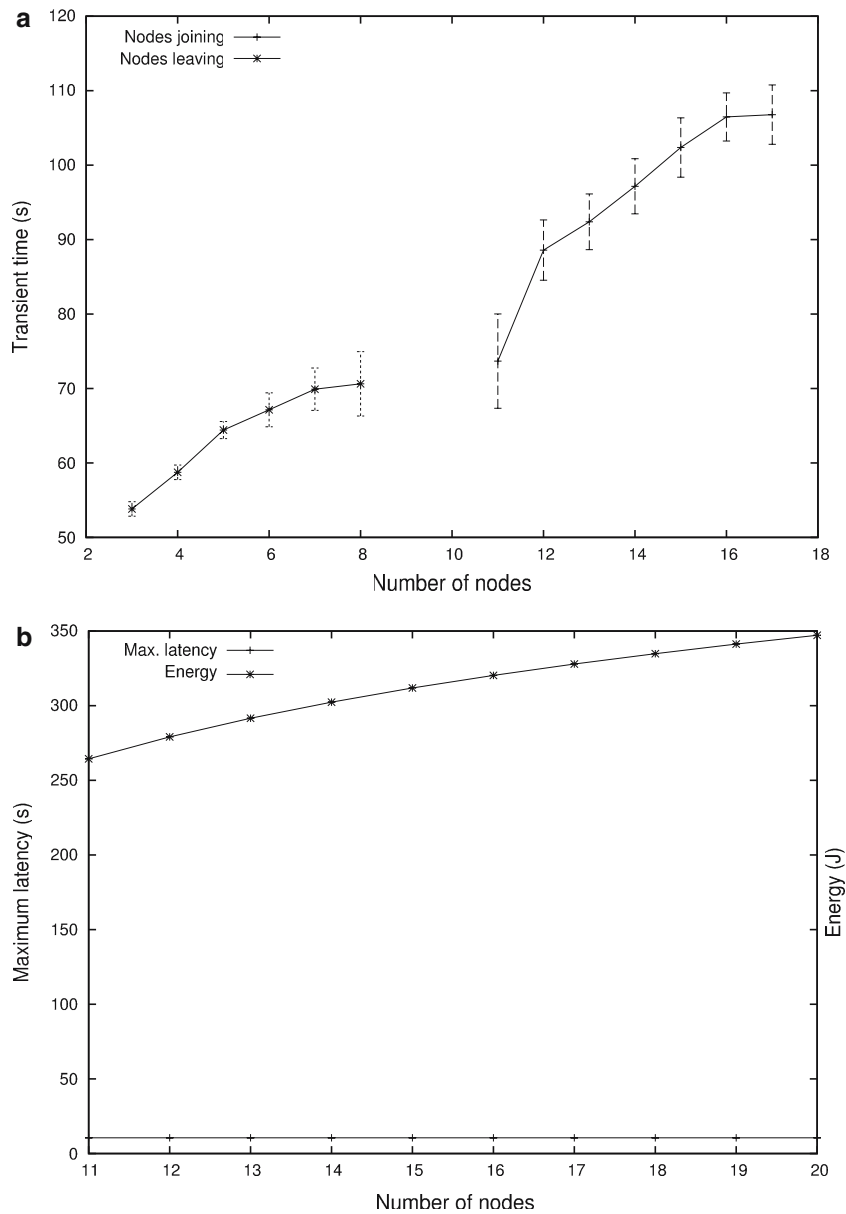 a
120
110
100
90
80
70
60
50
Transient time (s)
Nodes joining
Nodes leaving
2 4 6 8 10 12 14 16 18
Number of nodes
b
350
300
250
200
150
100
50
0
Maximum latency (s)
Max. latency
Energy
Energy (J)
11 12 13 14 15 16 17 18 19 20
Number of nodes